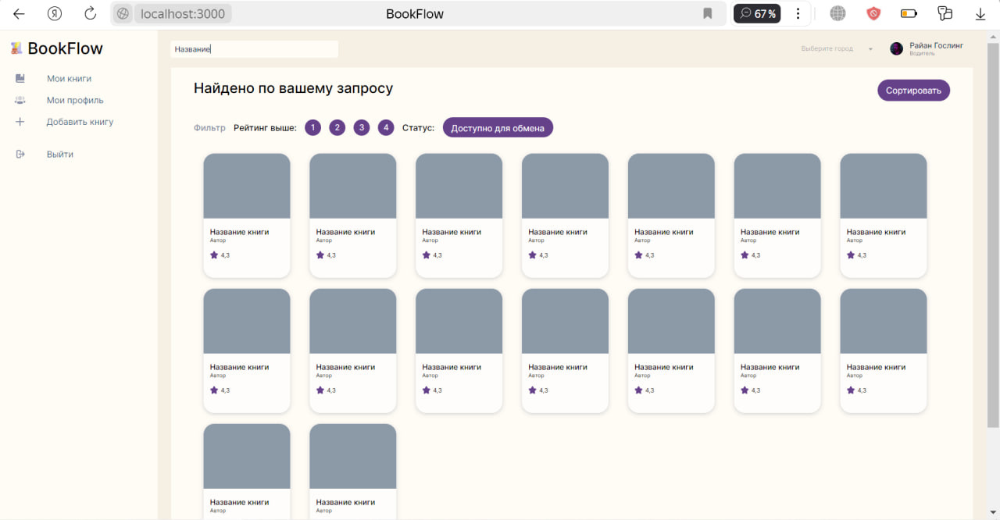 localhost:3000
BookFlow
67 %
BookFlow
Название
Выберите город
Райан Гослинг
Водитель
Мои книги
Мои профиль
Добавить книгу
Выйти
Найдено по вашему запросу
Сортировать
Фильтр Рейтинг выше: 1 2 3 4 Статус: Доступно для обмена
Название книги Название книги Название книги Название книги Название книги Название книги Название книги
Автор Автор Автор Автор Автор Автор Автор
4,3 4,3 4,3 4,3 4,3 4,3 4,3
Название книги Название книги Название книги Название книги Название книги Название книги Название книги
Автор Автор Автор Автор Автор Автор Автор
4,3 4,3 4,3 4,3 4,3 4,3 4,3
Название книги Название книги
Автор Автор